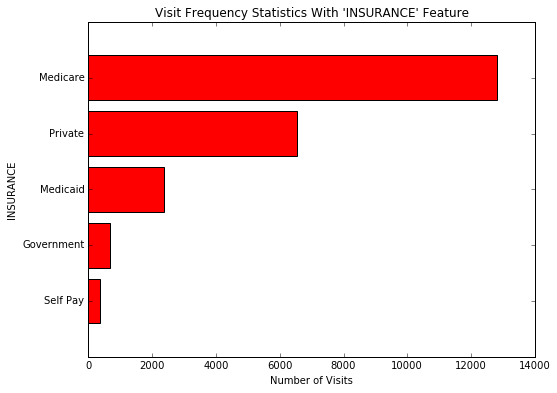 Visit Frequency Statistics With 'INSURANCE' Feature
Medicare
Private
Medicaid
Government
Self Pay
INSURANCE
0 2000 4000 6000 8000 10000 12000 14000
Number of Visits